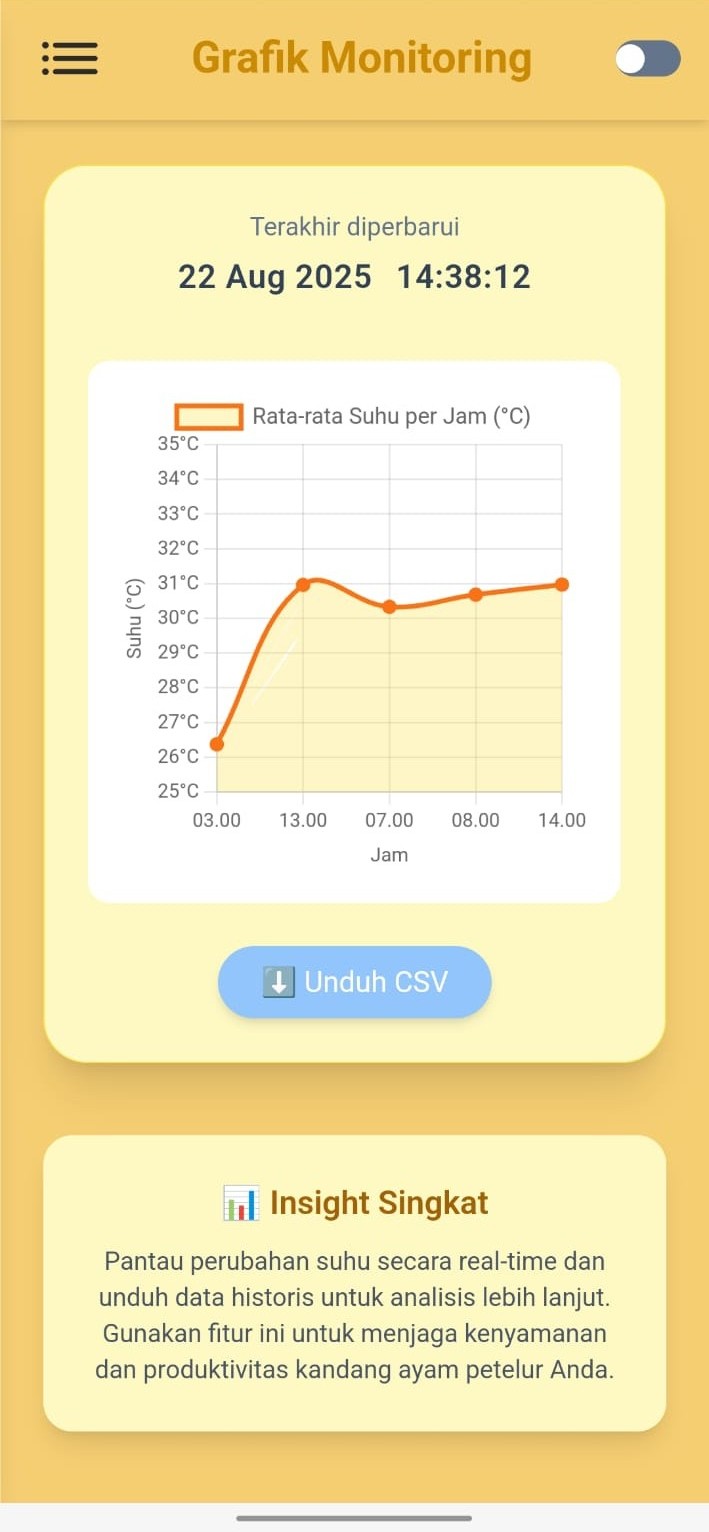 Grafik Monitoring
Terakhir diperbarui
22 Aug 2025 14:38:12
Rata-rata Suhu per Jam (°C)
35°C
34°C
33°C
32°C
31°C
30°C
29°C
28°C
27°C
26°C
25°C
Suhu (°C)
03.00 13.00 07.00 08.00 14.00
Jam
⬇️ Unduh CSV
📊 Insight Singkat
Pantau perubahan suhu secara real-time dan
unduh data historis untuk analisis lebih lanjut.
Gunakan fitur ini untuk menjaga kenyamanan
dan produktivitas kandang ayam petelur Anda.